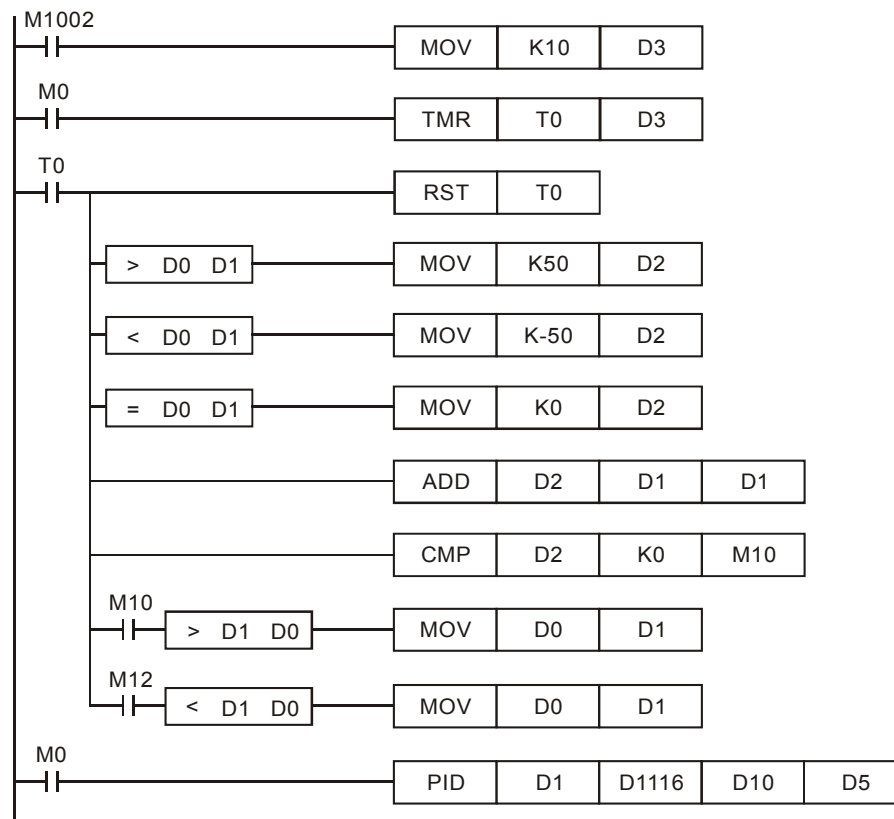 M1002
MOV K10 D3
M0
TMR T0 D3
T0
RST T0
> D0 D1 MOV K50 D2
< D0 D1 MOV K-50 D2
= D0 D1 MOV K0 D2
ADD D2 D1 D1
CMP D2 K0 M10
M10
> D1 D0 MOV D0 D1
M12
< D1 D0 MOV D0 D1
M0
PID D1 D1116 D10 D5